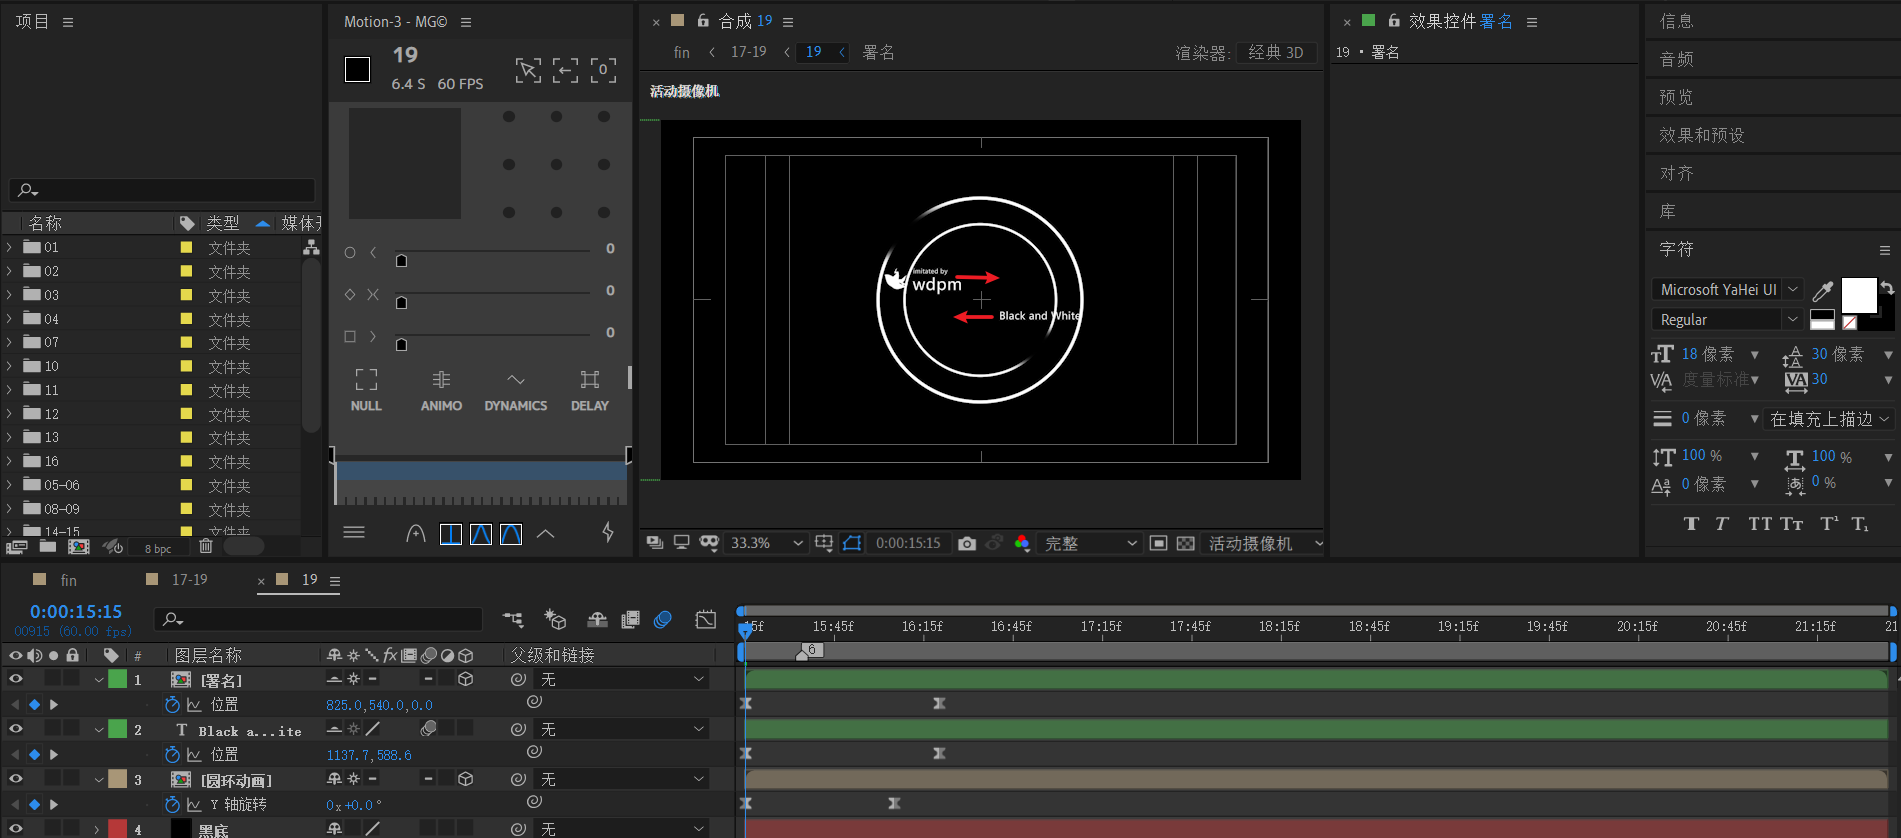 项目
名称 类型 媒体开
01 文件夹
02 文件夹
03 文件夹
04 文件夹
07 文件夹
10 文件夹
11 文件夹
12 文件夹
13 文件夹
16 文件夹
05-06 文件夹
08-09 文件夹
14-15 文件夹
8 bpc
Motion-3 - MG©
19
6.4 S 60 FPS
0
0
0
0
NULL ANIMO DYNAMICS DELAY
合成 19
fin 17-19 19 署名
渲染器: 经典 3D
活动摄像机
imitated by
wdpm
Black and White
33.3% 0:00:15:15 完整 活动摄像机
效果控件 署名
19 · 署名
信息
音频
预览
效果和预设
对齐
库
字符
Microsoft YaHei UI
Regular
18 像素 30 像素
度量标准 30
0 像素 在填充上描边
100 % 100 %
0 像素 0 %
fin 17-19 19
0:00:15:15
00915 (60.00 fps)
15f 15:45f 16:15f 16:45f 17:15f 17:45f 18:15f 18:45f 19:15f 19:45f 20:15f 20:45f 21:15f 21
# 图层名称 fx 父级和链接
6
1 [署名] 无
位置 825.0,540.0,0.0
2 T Black a...ite 无
位置 1137.7,588.6
3 [圆环动画] 无
Y 轴旋转 0x+0.0°
4 黑底 无